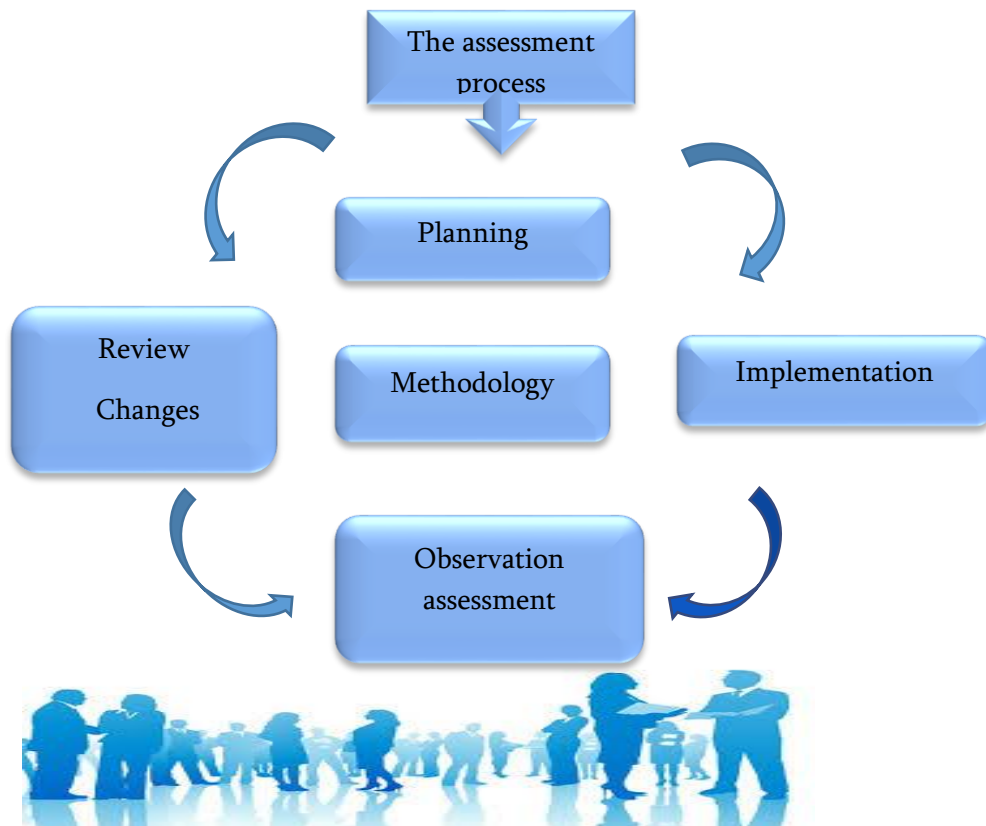 The assessment
process
Planning
Review
Changes
Methodology
Implementation
Observation
assessment